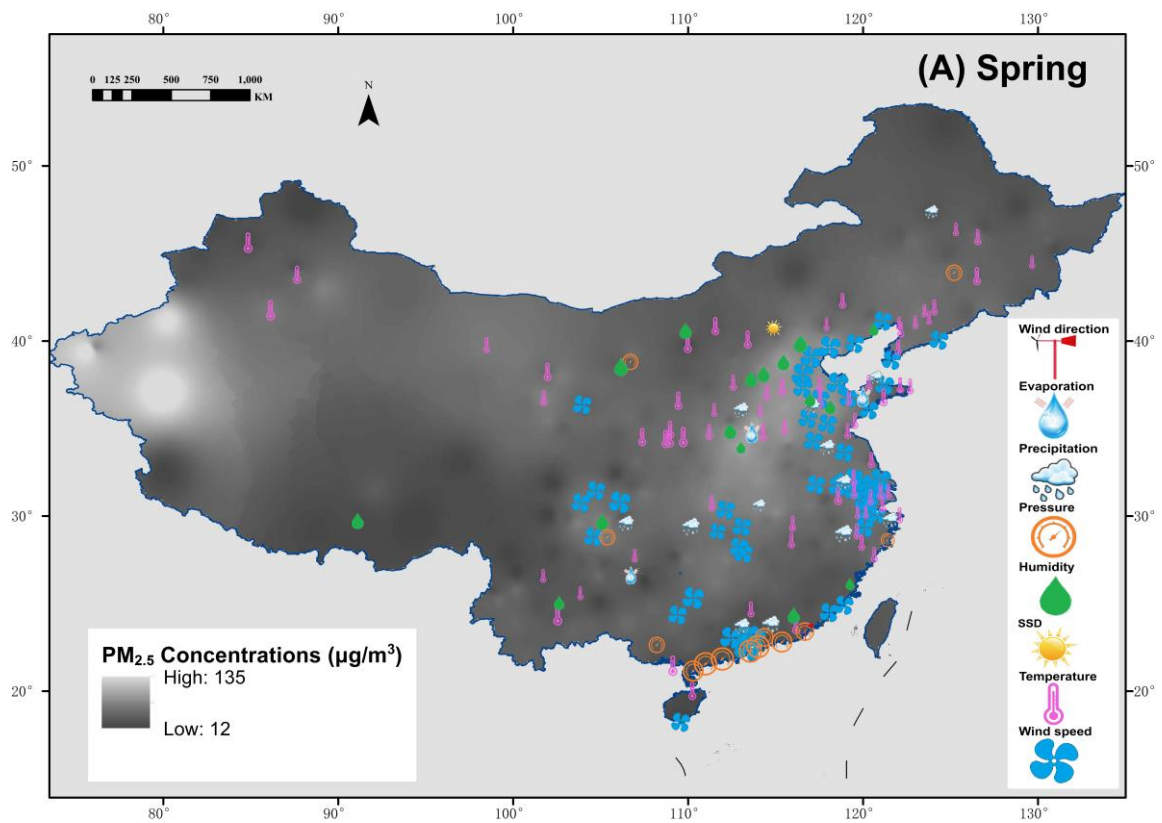 100° 110° 120° 130°
80° 90°
(A) Spring
0 125 250 500 750 1,000
KM
N
50° 50°
40° 40°
30° 30°
20° 20°
Wind direction
Evaporation
Precipitation
Pressure
Humidity
SSD
Temperature
Wind speed
PM2.5 Concentrations (µg/m³)
High: 135
Low: 12
80° 90° 100° 110° 120° 130°